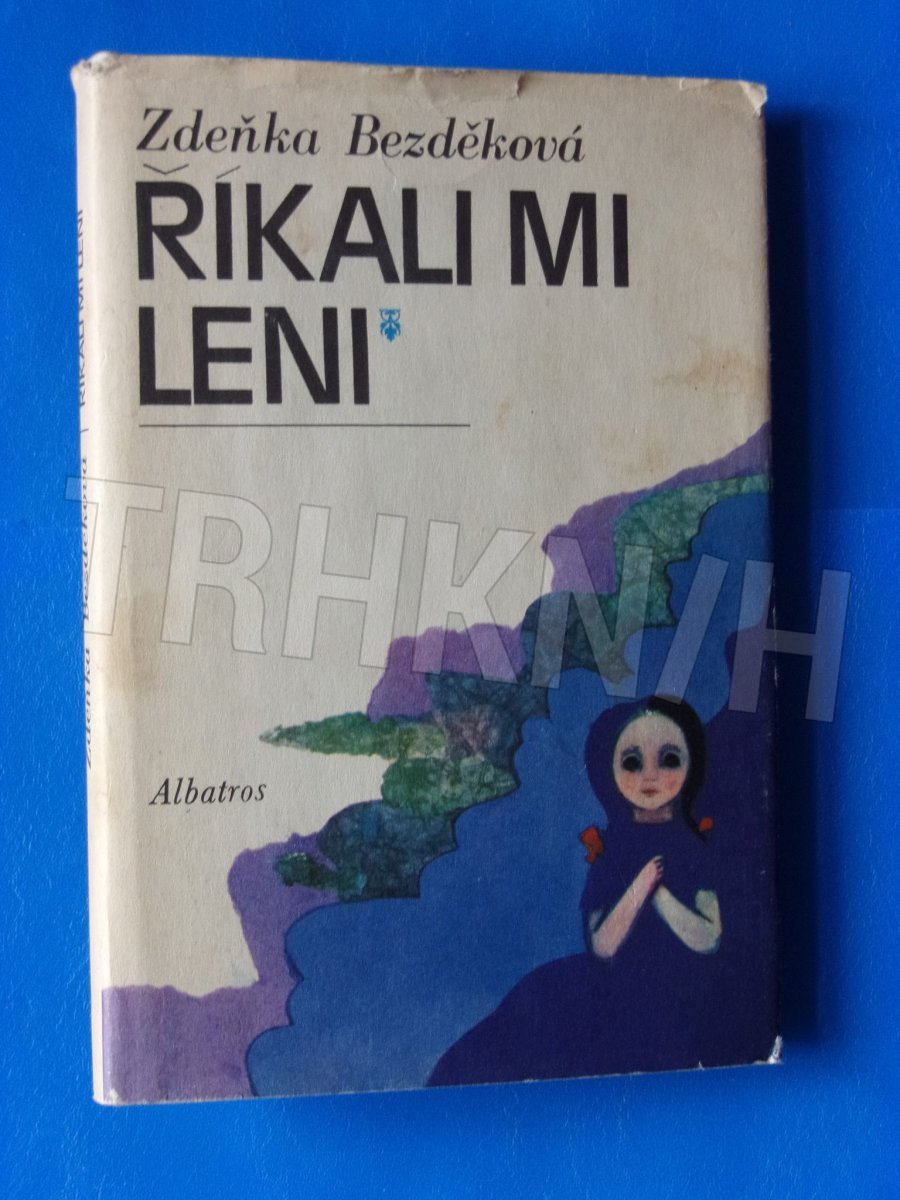 Zdeňka Bezděková
ŘÍKALI MI
LENI
Albatros
Zdeňka Bezděková | ŘÍKALI MI LENI
TRHKNIH